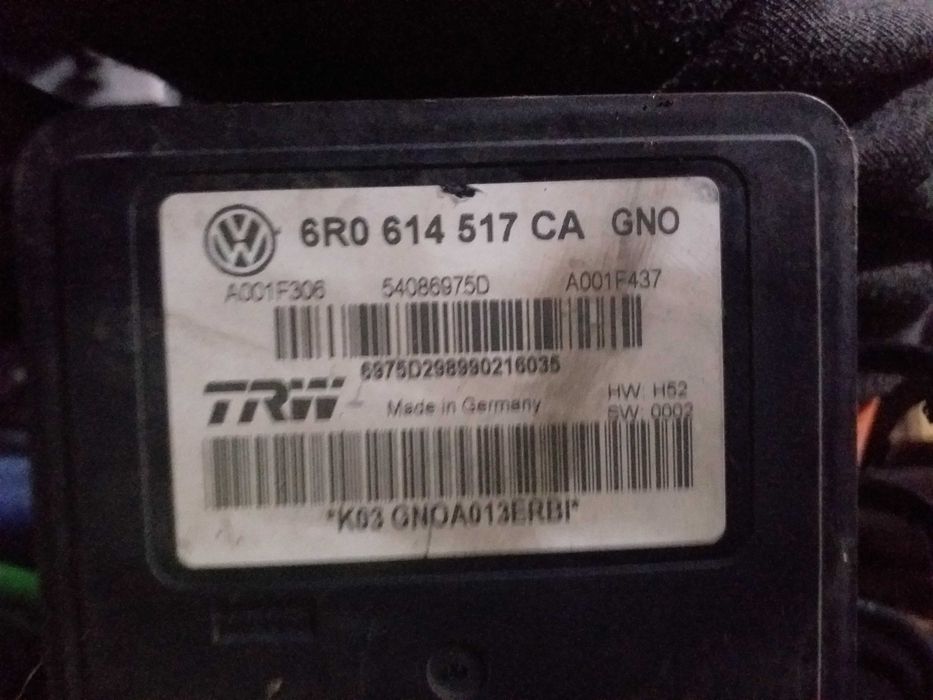 6R0 614 517 CA GNO
A001F306 54086975D A001F437
6975D298990216035
TRW Made in Germany HW: H52
SW: 0002
*K03 GNOA013ERBI*